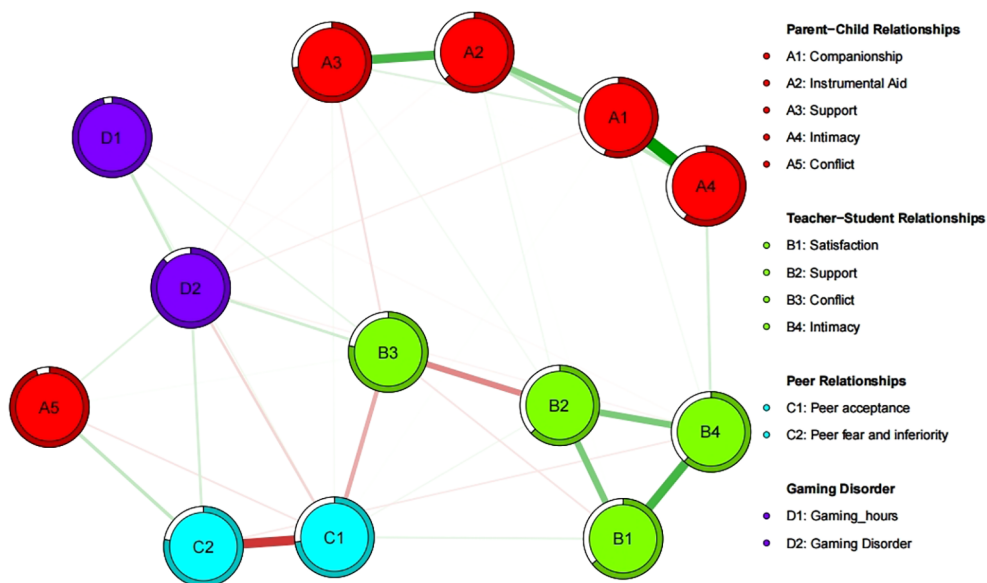 A3
A2
A1
A4
D1
D2
B3
A5
B2
B4
C2
C1
B1
Parent−Child Relationships
A1: Companionship
A2: Instrumental Aid
A3: Support
A4: Intimacy
A5: Conflict
Teacher−Student Relationships
B1: Satisfaction
B2: Support
B3: Conflict
B4: Intimacy
Peer Relationships
C1: Peer acceptance
C2: Peer fear and inferiority
Gaming Disorder
D1: Gaming_hours
D2: Gaming Disorder